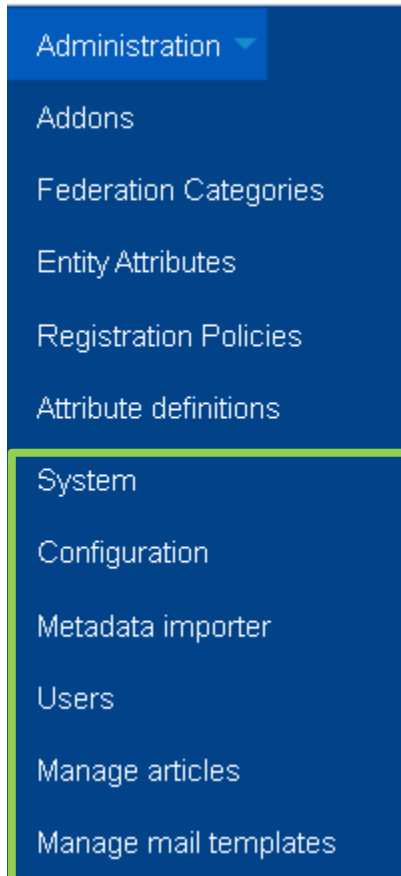 Administration
Addons
Federation Categories
Entity Attributes
Registration Policies
Attribute definitions
System
Configuration
Metadata importer
Users
Manage articles
Manage mail templates